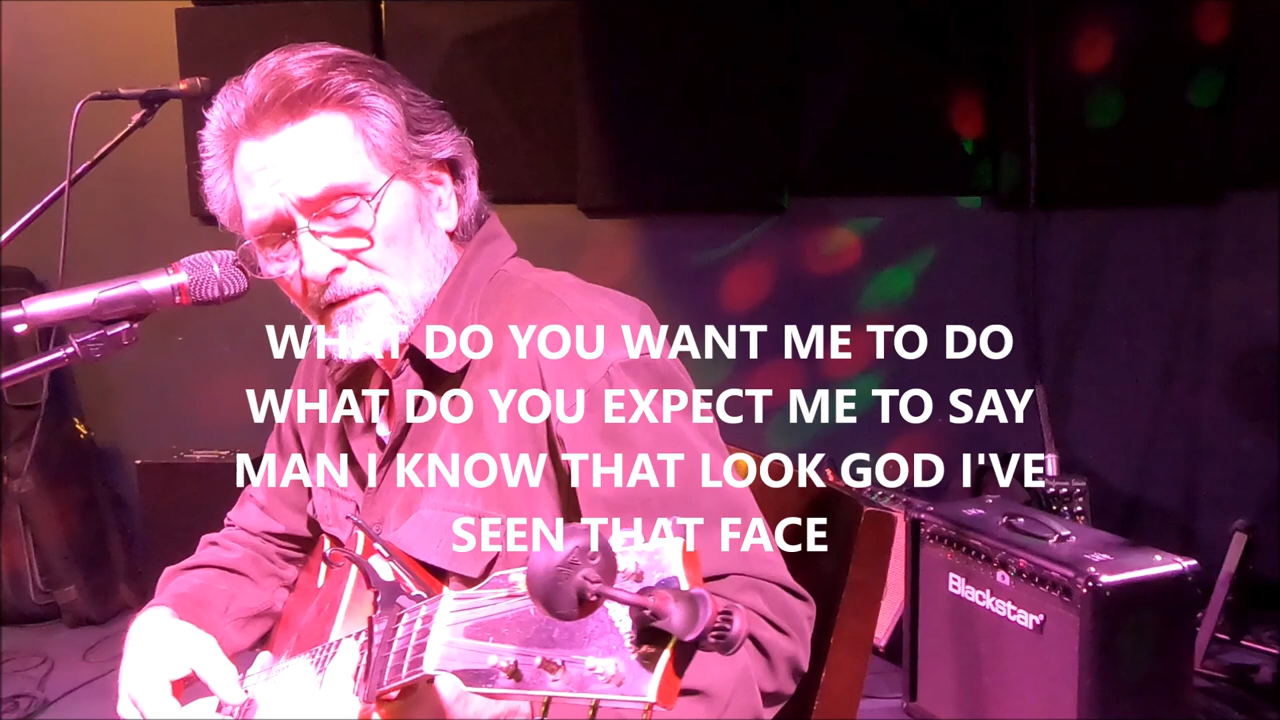 WHAT DO YOU WANT ME TO DO
WHAT DO YOU EXPECT ME TO SAY
MAN I KNOW THAT LOOK GOD I'VE
SEEN THAT FACE
Blackstar